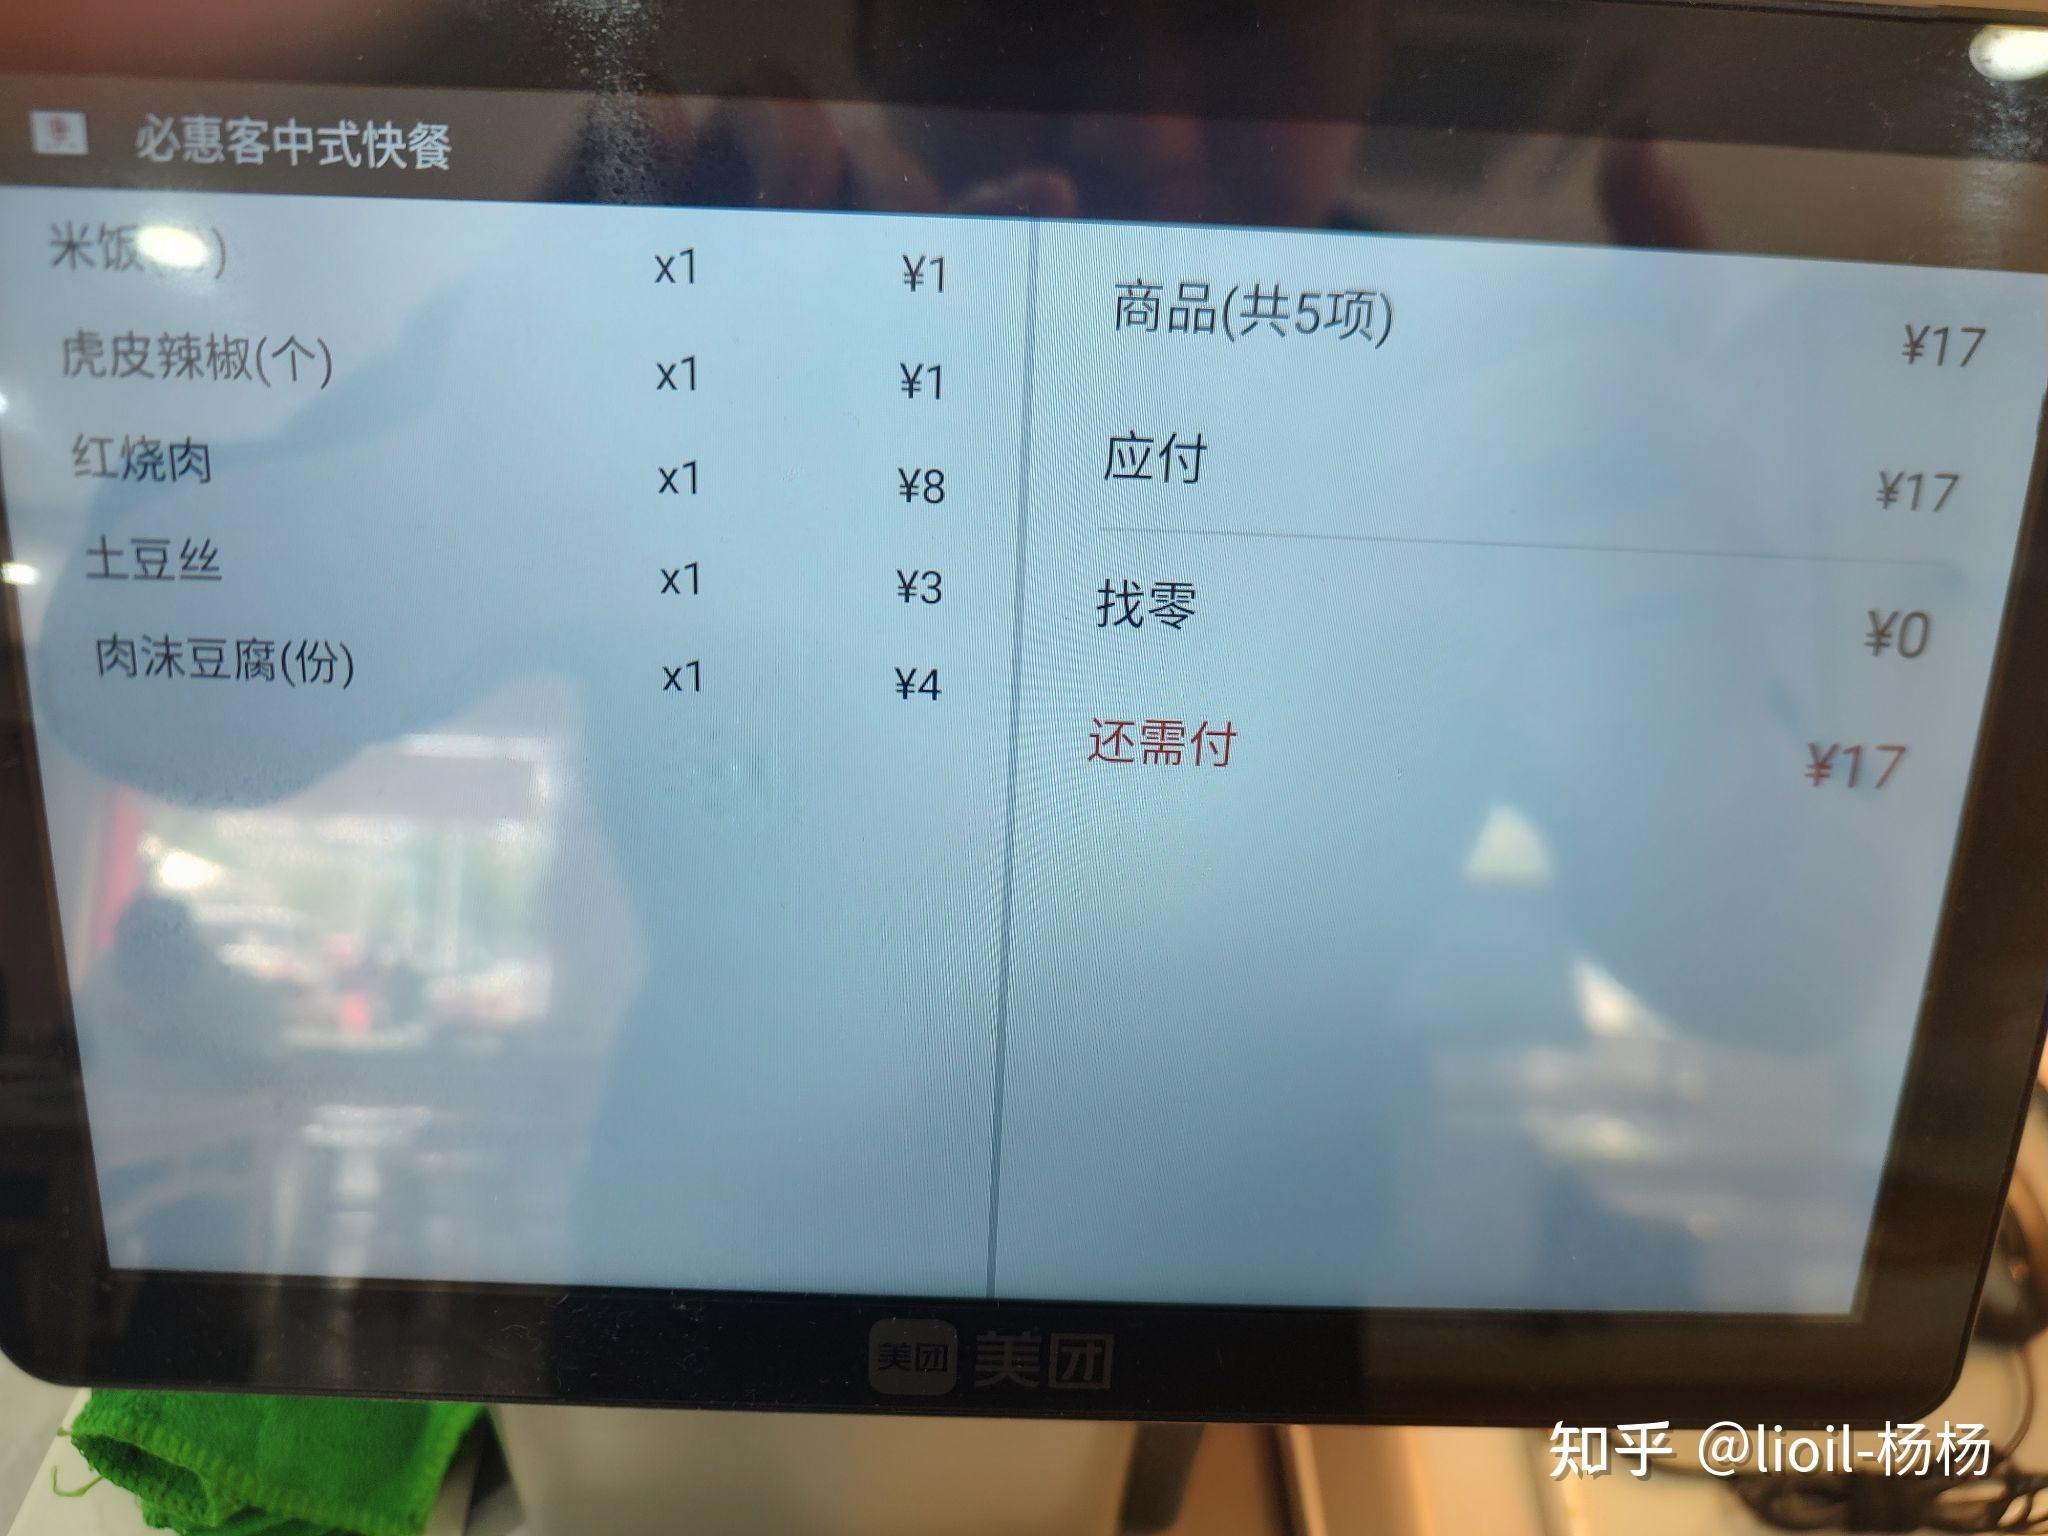 必惠客中式快餐
米饭( ) x1 ¥1
虎皮辣椒(个) x1 ¥1
红烧肉 x1 ¥8
土豆丝 x1 ¥3
肉沫豆腐(份) x1 ¥4
商品(共5项) ¥17
应付 ¥17
找零 ¥0
还需付 ¥17
美团 美团
知乎 @lioil-杨杨